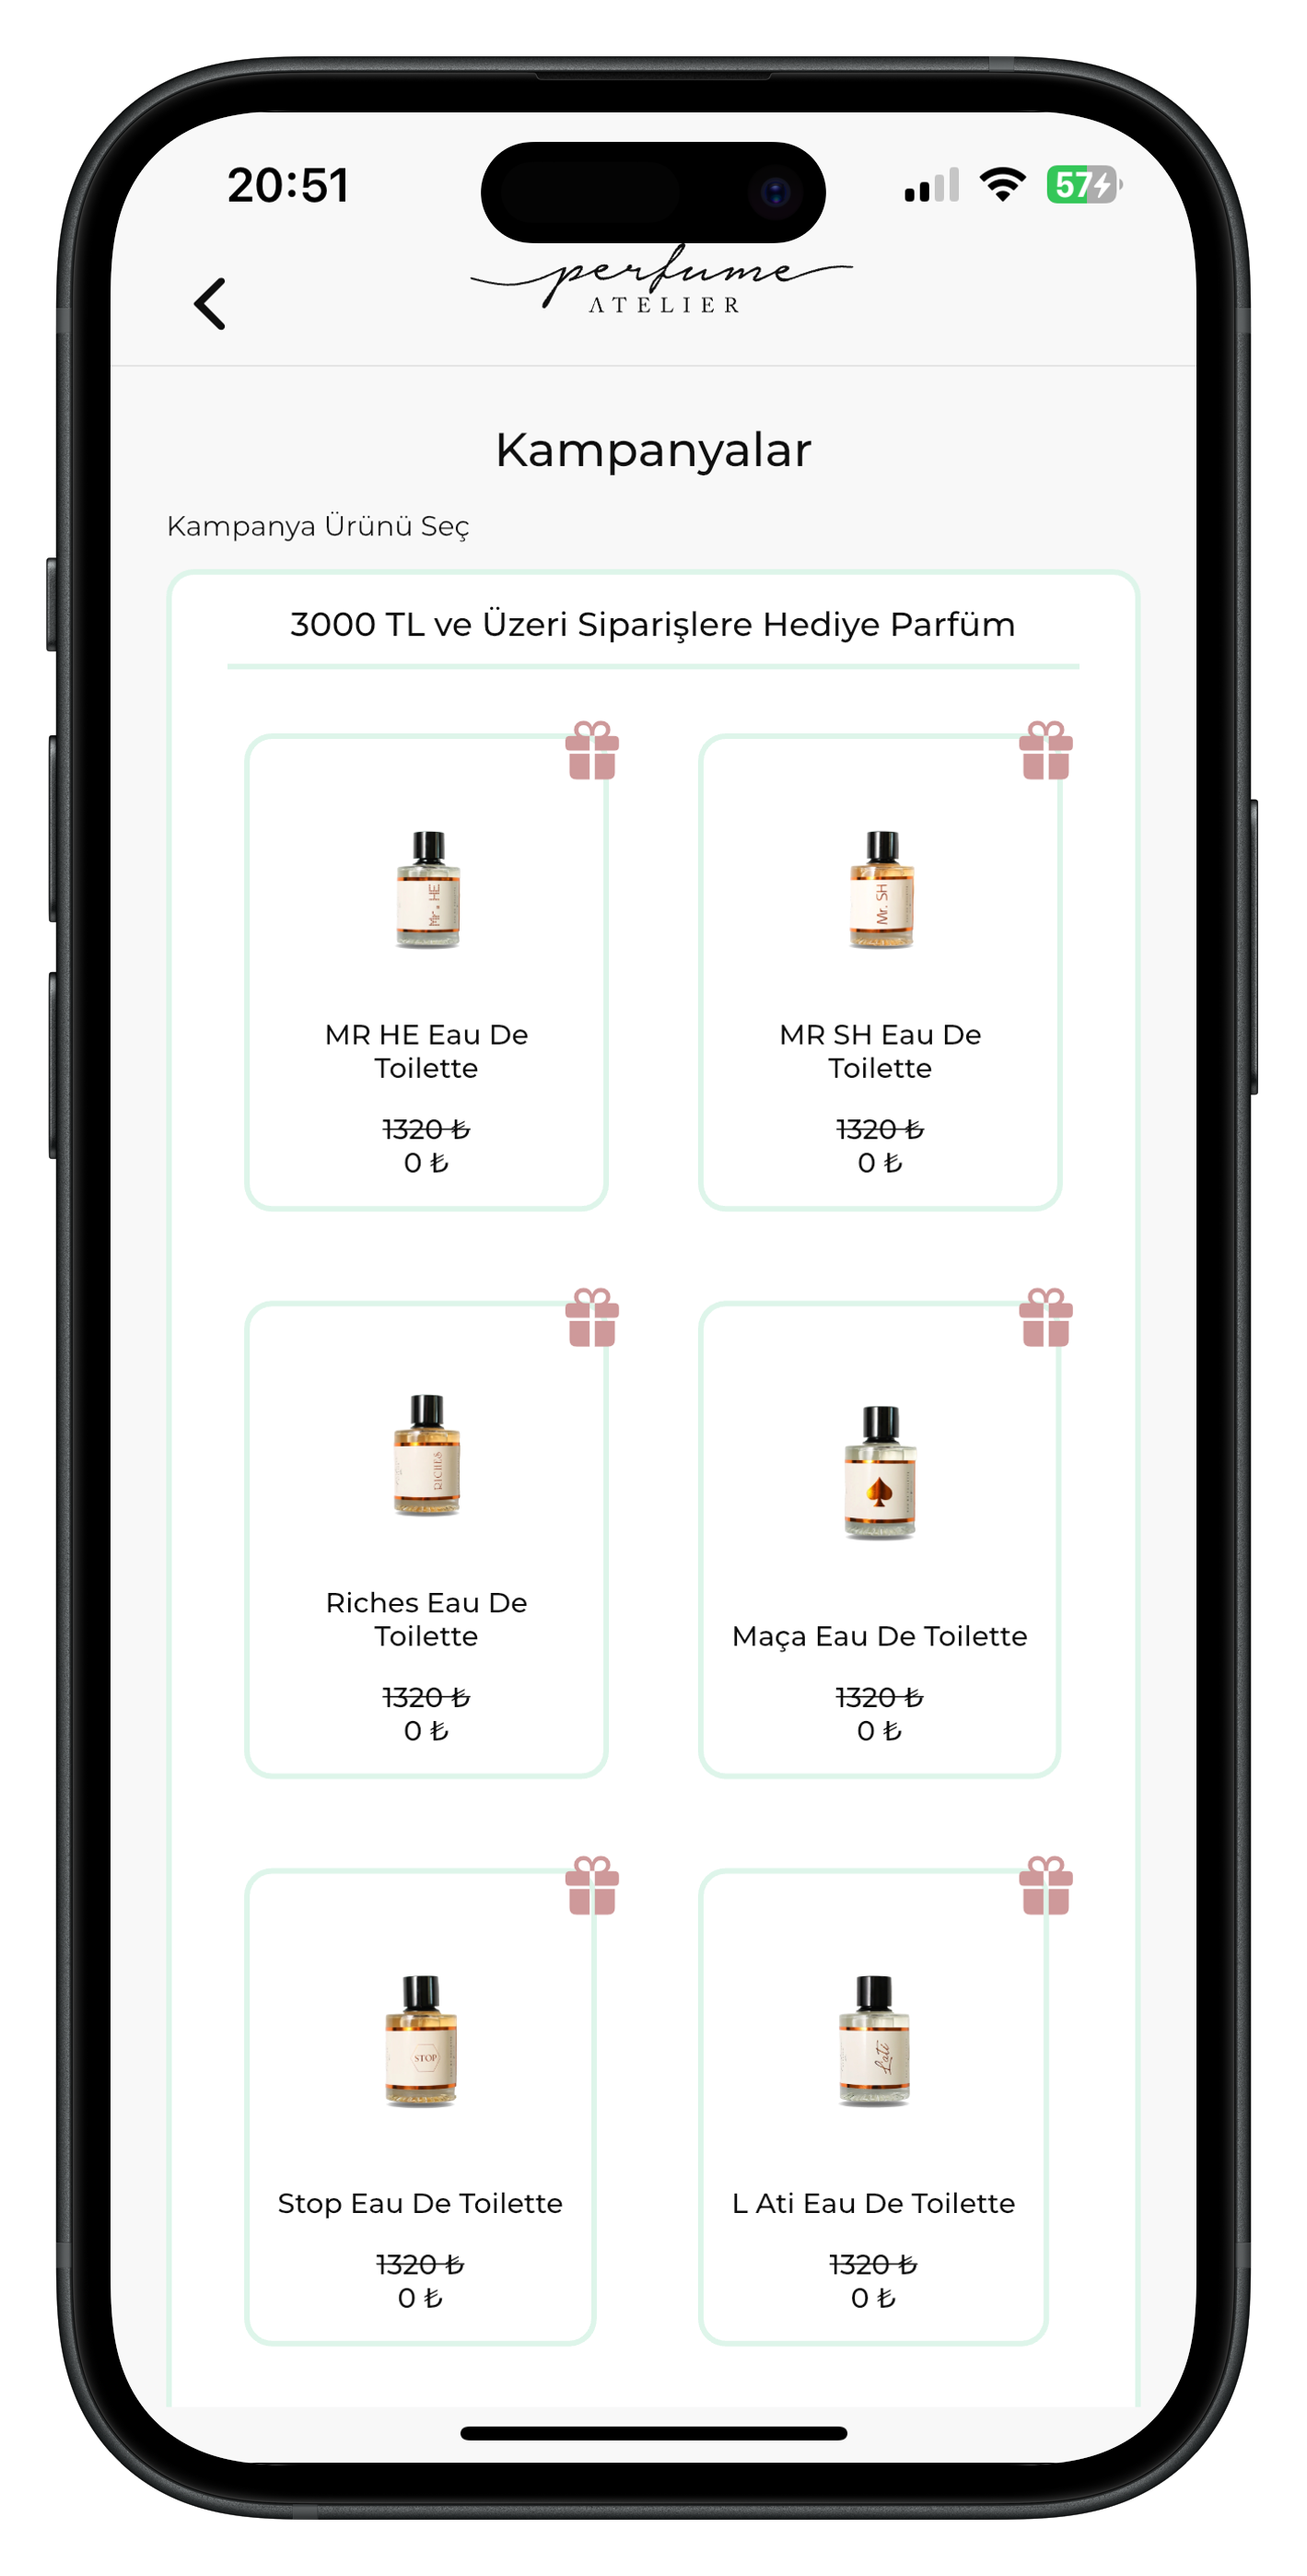 20:51
57
perfume
ATELIER
Kampanyalar
Kampanya Ürünü Seç
3000 TL ve Üzeri Siparişlere Hediye Parfüm
Mr. HE
Mr. SH
MR HE Eau De
Toilette
1320 ₺
0 ₺
MR SH Eau De
Toilette
1320 ₺
0 ₺
RICHES
Riches Eau De
Toilette
1320 ₺
0 ₺
Maça Eau De Toilette
1320 ₺
0 ₺
STOP
Lati
Stop Eau De Toilette
1320 ₺
0 ₺
L Ati Eau De Toilette
1320 ₺
0 ₺